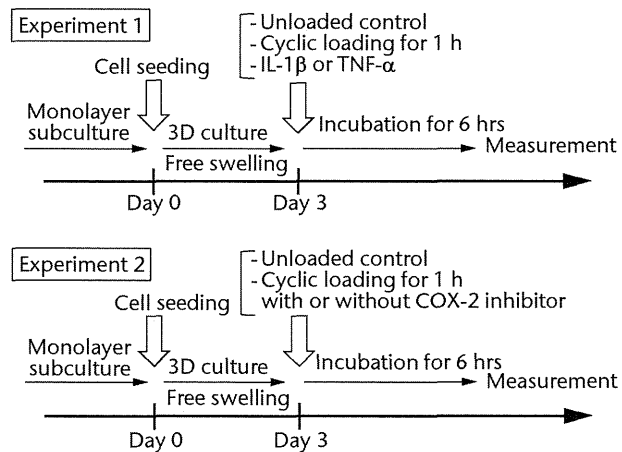 Experiment 1
- Unloaded control
- Cyclic loading for 1 h
- IL-1β or TNF-α
Cell seeding
Monolayer
subculture
3D culture
Free swelling
Incubation for 6 hrs
Measurement
Day 0
Day 3
Experiment 2
- Unloaded control
- Cyclic loading for 1 h
with or without COX-2 inhibitor
Cell seeding
Monolayer
subculture
3D culture
Free swelling
Incubation for 6 hrs
Measurement
Day 0
Day 3